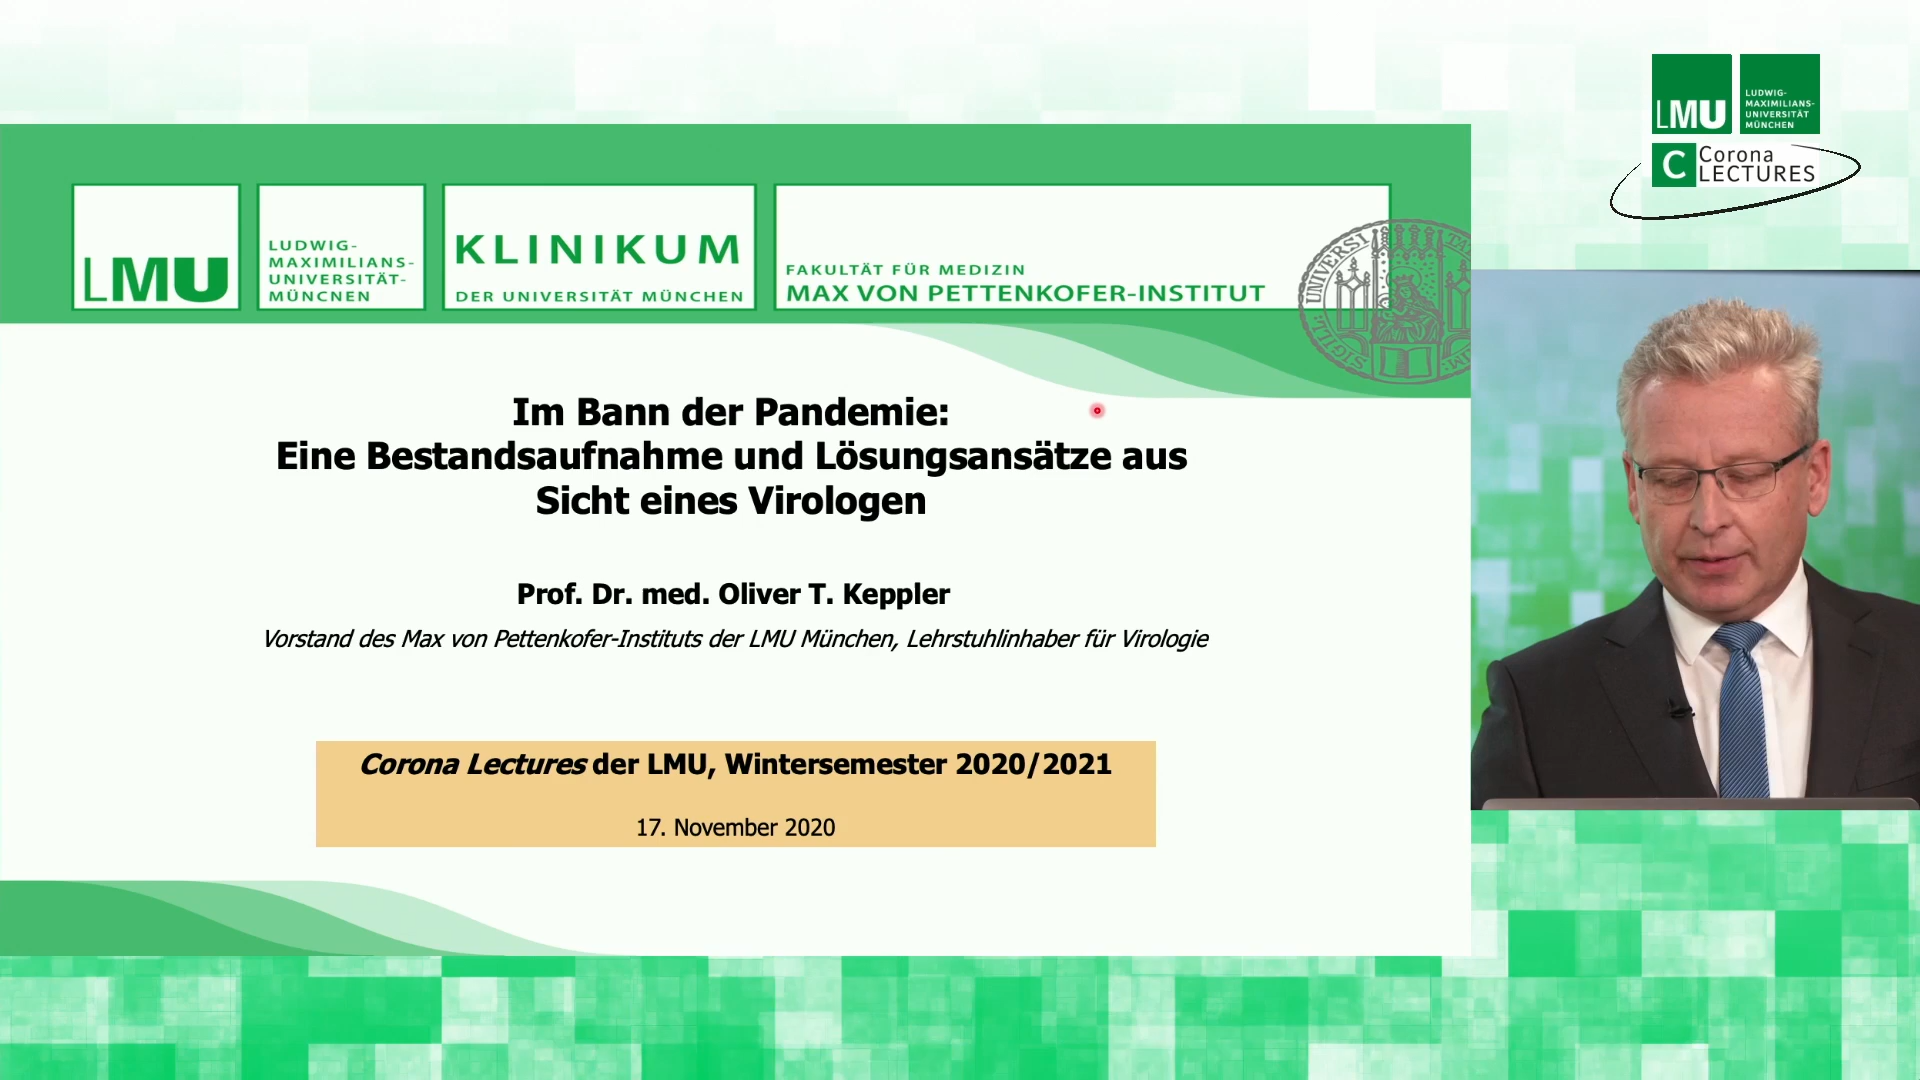 LMU
LUDWIG-
MAXIMILIANS-
UNIVERSITÄT
MÜNCHEN
C
Corona
LECTURES
LMU
LUDWIG-
MAXIMILIANS-
UNIVERSITÄT-
MÜNCHEN
KLINIKUM
DER UNIVERSITÄT MÜNCHEN
FAKULTÄT FÜR MEDIZIN
MAX VON PETTENKOFER-INSTITUT
Im Bann der Pandemie:
Eine Bestandsaufnahme und Lösungsansätze aus
Sicht eines Virologen
Prof. Dr. med. Oliver T. Keppler
Vorstand des Max von Pettenkofer-Instituts der LMU München, Lehrstuhlinhaber für Virologie
Corona Lectures der LMU, Wintersemester 2020/2021
17. November 2020